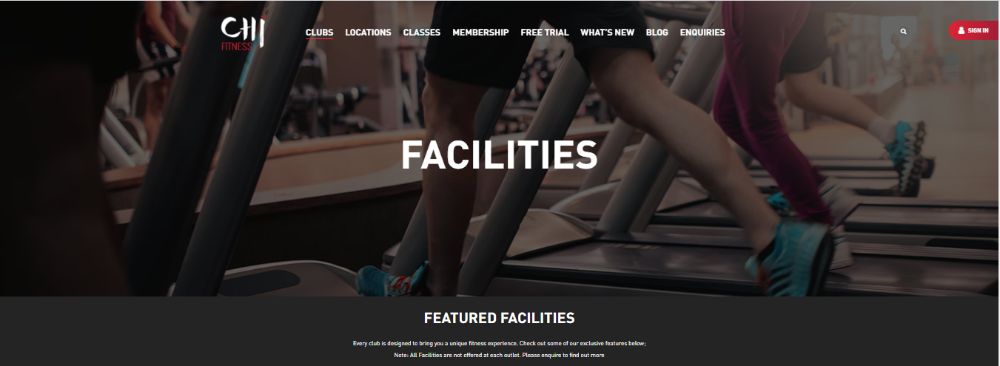 CHI
FITNESS
CLUBS LOCATIONS CLASSES MEMBERSHIP FREE TRIAL WHAT'S NEW BLOG ENQUIRIES
SIGN IN
FACILITIES
FEATURED FACILITIES
Every club is designed to bring you a unique fitness experience. Check out some of our exclusive features below;
Note: All Facilities are not offered at each outlet. Please enquire to find out more